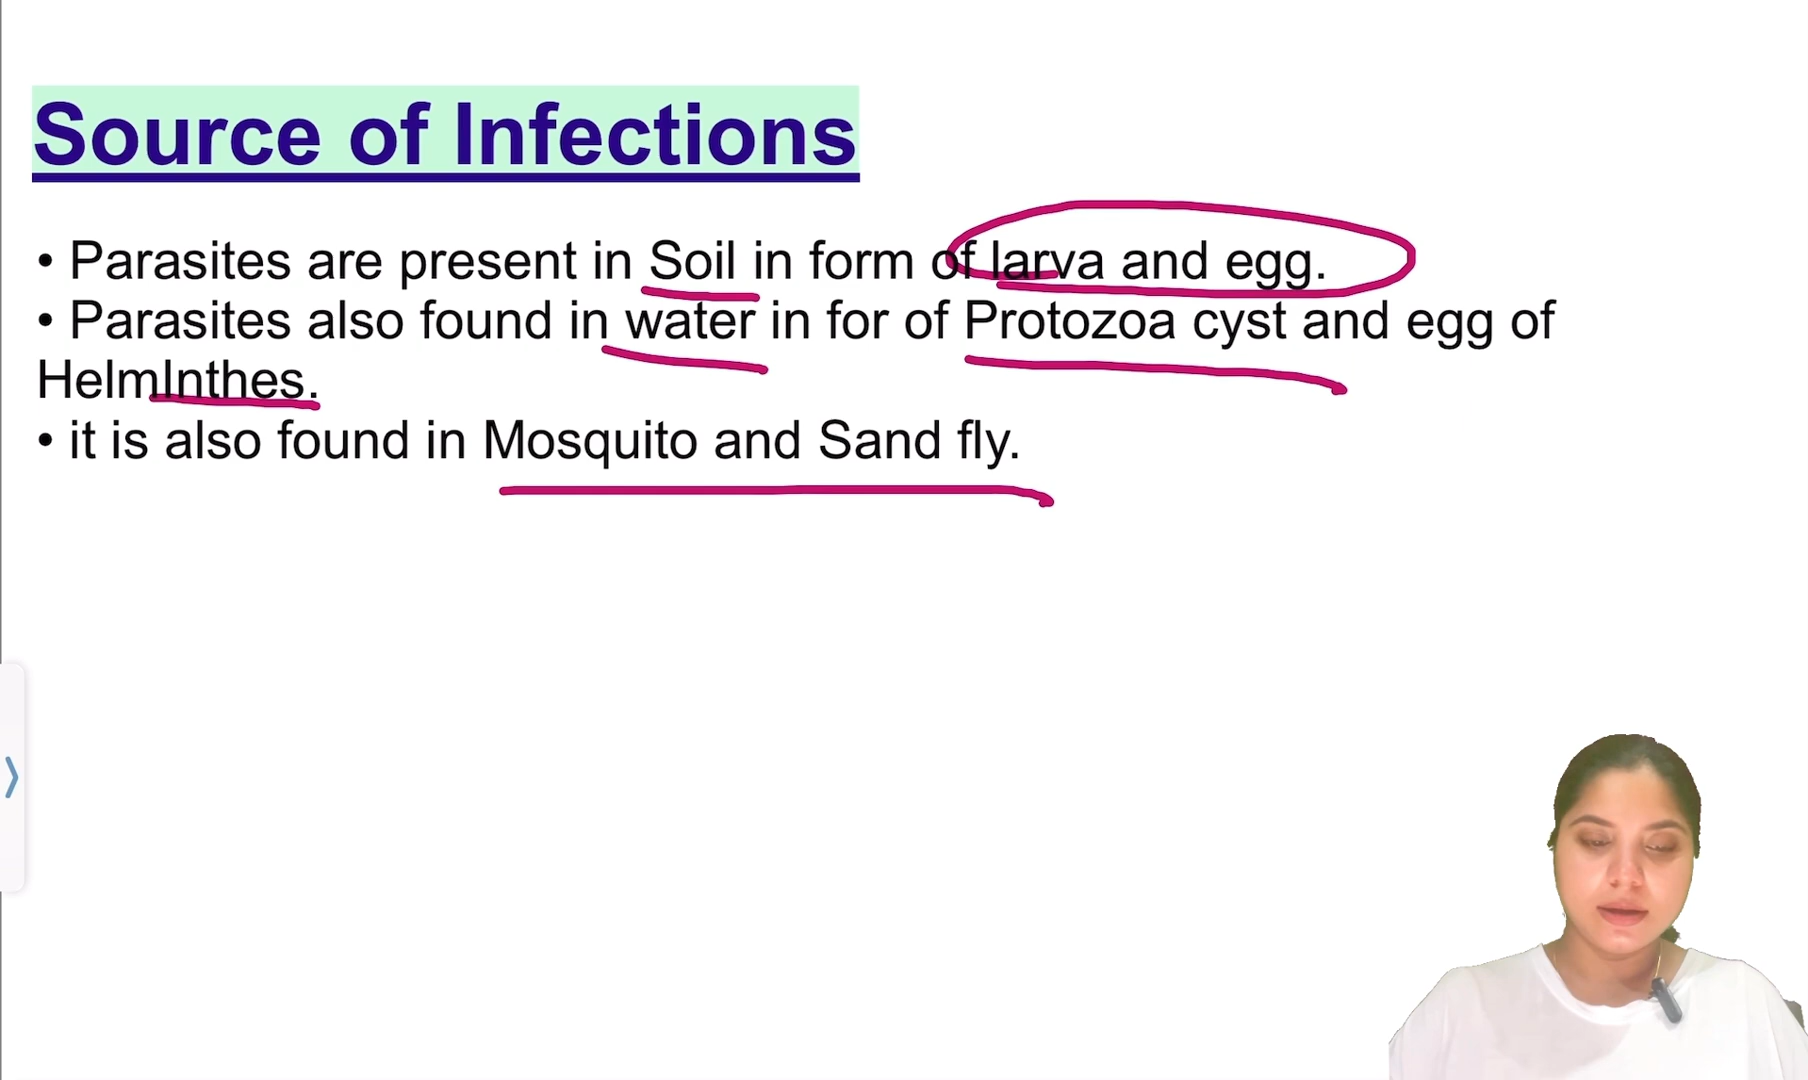 Source of Infections
• Parasites are present in Soil in form of larva and egg.
• Parasites also found in water in for of Protozoa cyst and egg of
HelmInthes.
• it is also found in Mosquito and Sand fly.